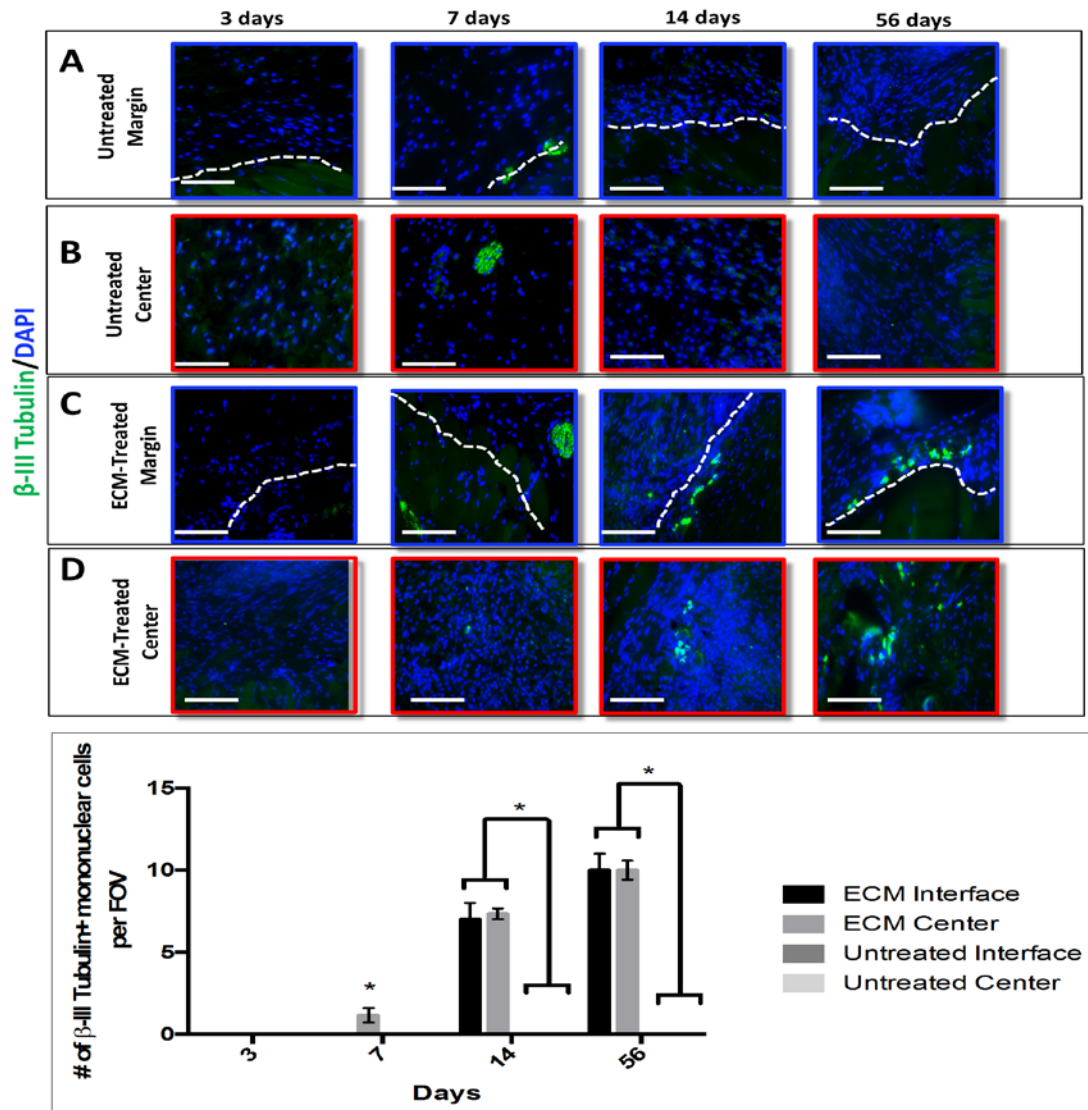 3 days 7 days 14 days 56 days
A
Untreated
Margin
B
Untreated
Center
C
ECM-Treated
Margin
D
ECM-Treated
Center
β-III Tubulin/DAPI
# of β-III Tubulin+ mononuclear cells
per FOV
15
10
5
0
*
*
*
3 7 14 56
Days
ECM Interface
ECM Center
Untreated Interface
Untreated Center